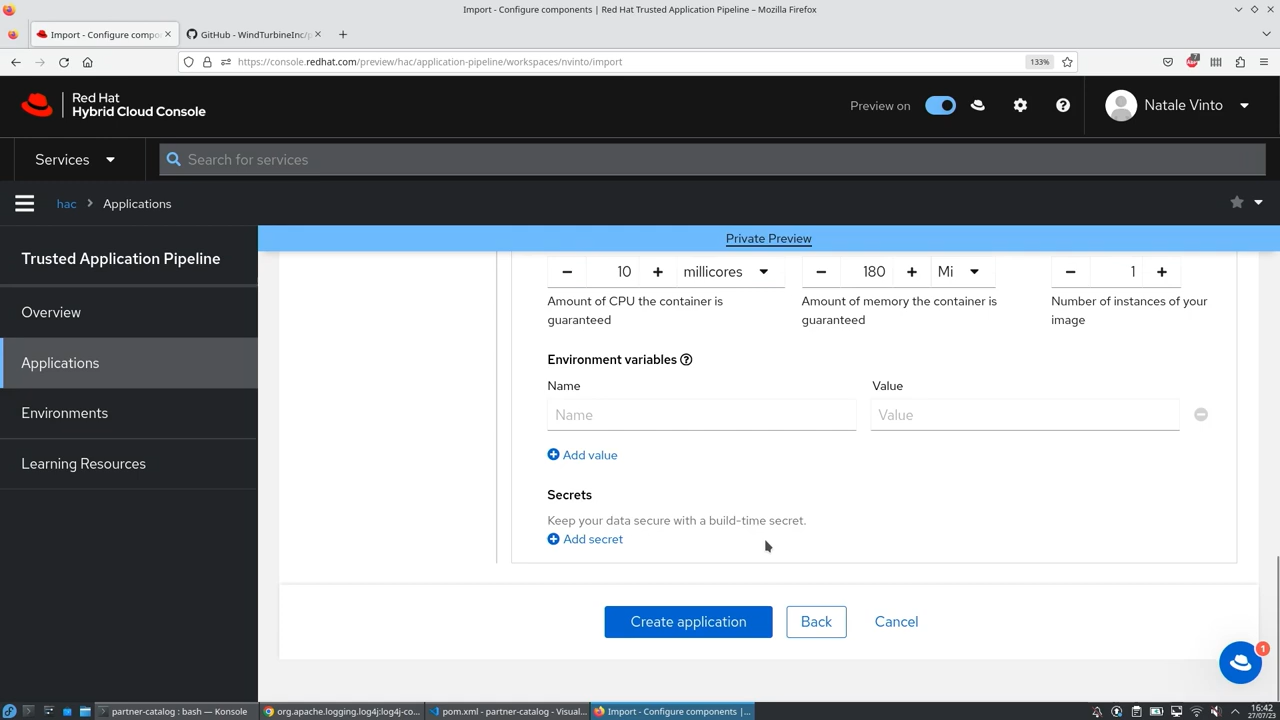 Import - Configure components | Red Hat Trusted Application Pipeline – Mozilla Firefox
Import - Configure compo
GitHub - WindTurbineInc/
https://console.redhat.com/preview/hac/application-pipeline/workspaces/nvinto/import
133%
Red Hat
Hybrid Cloud Console
Preview on
Natale Vinto
Services
Search for services
hac
Applications
Private Preview
Trusted Application Pipeline
Overview
Applications
Environments
Learning Resources
10 millicores
180 Mi
1
Amount of CPU the container is guaranteed
Amount of memory the container is guaranteed
Number of instances of your image
Environment variables
Name
Value
Name
Value
Add value
Secrets
Keep your data secure with a build-time secret.
Add secret
Create application
Back
Cancel
1
partner-catalog : bash — Konsole
org.apache.logging.log4j:log4j-co...
pom.xml - partner-catalog - Visual...
Import - Configure components |...
16:42
27/07/23